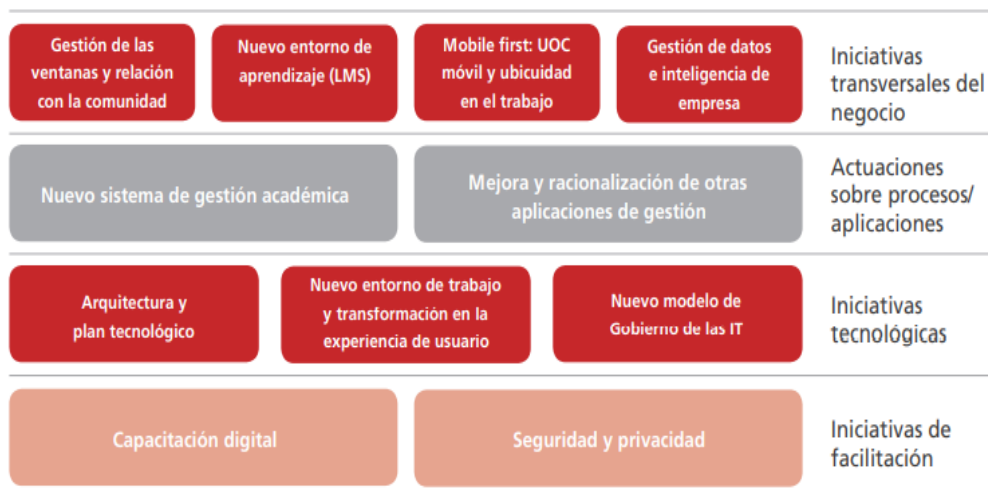 Gestión de las
ventanas y relación
con la comunidad
Nuevo entorno de
aprendizaje (LMS)
Mobile first: UOC
móvil y ubicuidad
en el trabajo
Gestión de datos
e inteligencia de
empresa
Iniciativas
transversales del
negocio
Nuevo sistema de gestión académica
Mejora y racionalización de otras
aplicaciones de gestión
Actuaciones
sobre procesos/
aplicaciones
Arquitectura y
plan tecnológico
Nuevo entorno de trabajo
y transformación en la
experiencia de usuario
Nuevo modelo de
Gobierno de las IT
Iniciativas
tecnológicas
Capacitación digital
Seguridad y privacidad
Iniciativas de
facilitación